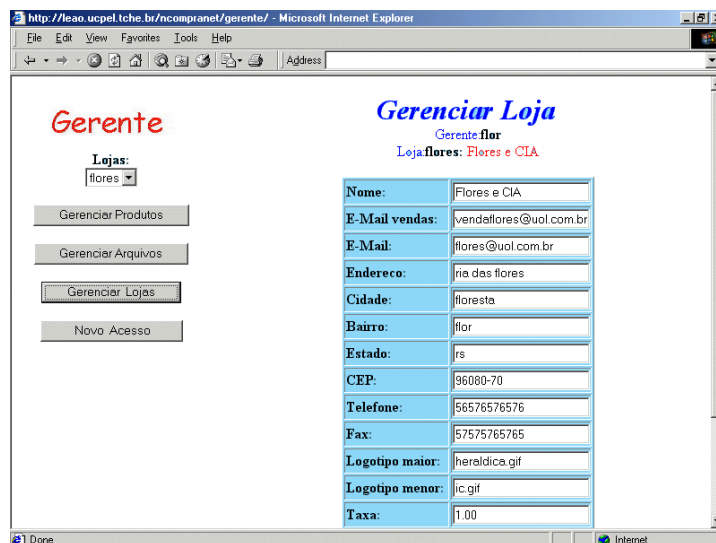 http://leao.ucpel.tche.br/ncompranet/gerente/ - Microsoft Internet Explorer
File Edit View Favorites Tools Help
Address
Gerente
Lojas:
flores
Gerenciar Produtos
Gerenciar Arquivos
Gerenciar Lojas
Novo Acesso
Gerenciar Loja
Gerente:flor
Loja:flores: Flores e CIA
Nome: Flores e CIA
E-Mail vendas: vendaflores@uol.com.br
E-Mail: flores@uol.com.br
Endereco: ria das flores
Cidade: floresta
Bairro: flor
Estado: rs
CEP: 96080-70
Telefone: 56576576576
Fax: 57575765765
Logotipo maior: heraldica.gif
Logotipo menor: ic.gif
Taxa: 1.00
Done Internet